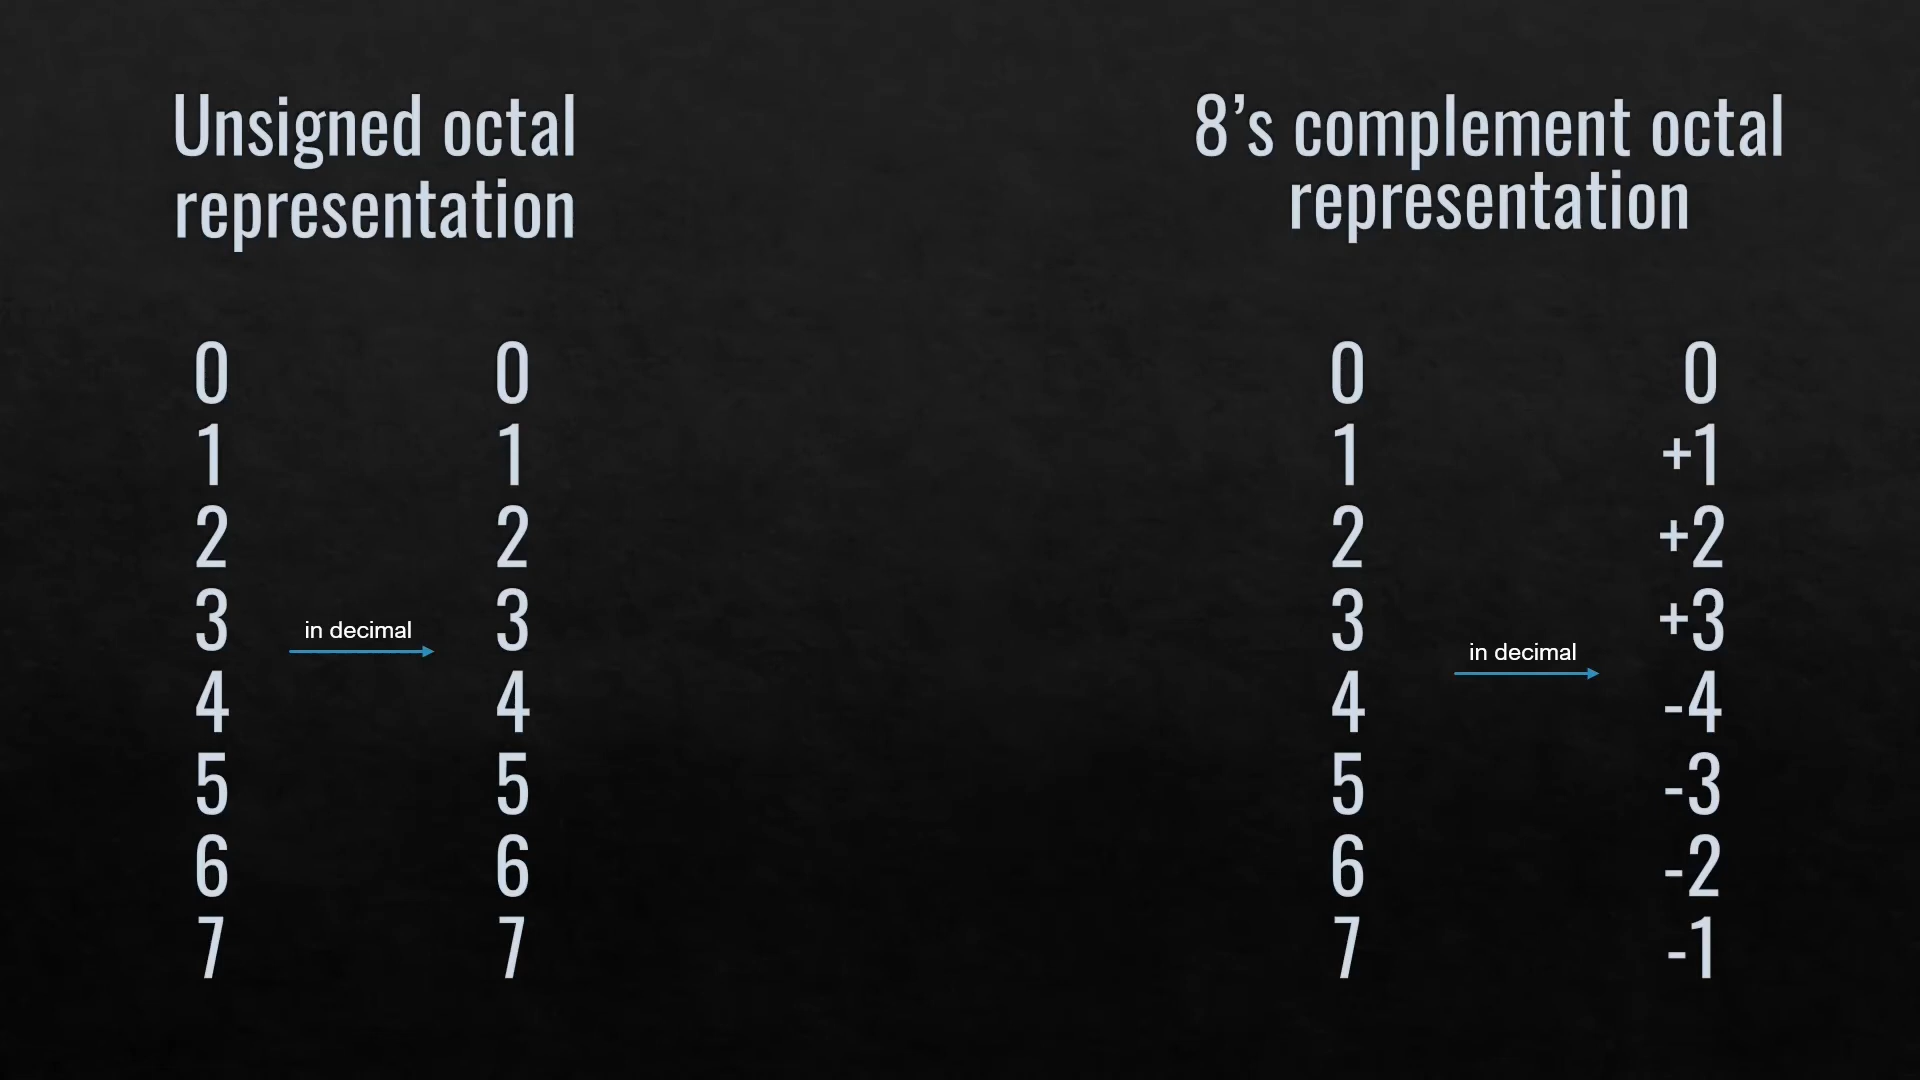 Unsigned octal
representation
0 0
1 1
2 2
3 3
in decimal
4 4
5 5
6 6
7 7
8’s complement octal
representation
0 0
1 +1
2 +2
3 +3
in decimal
4 -4
5 -3
6 -2
7 -1